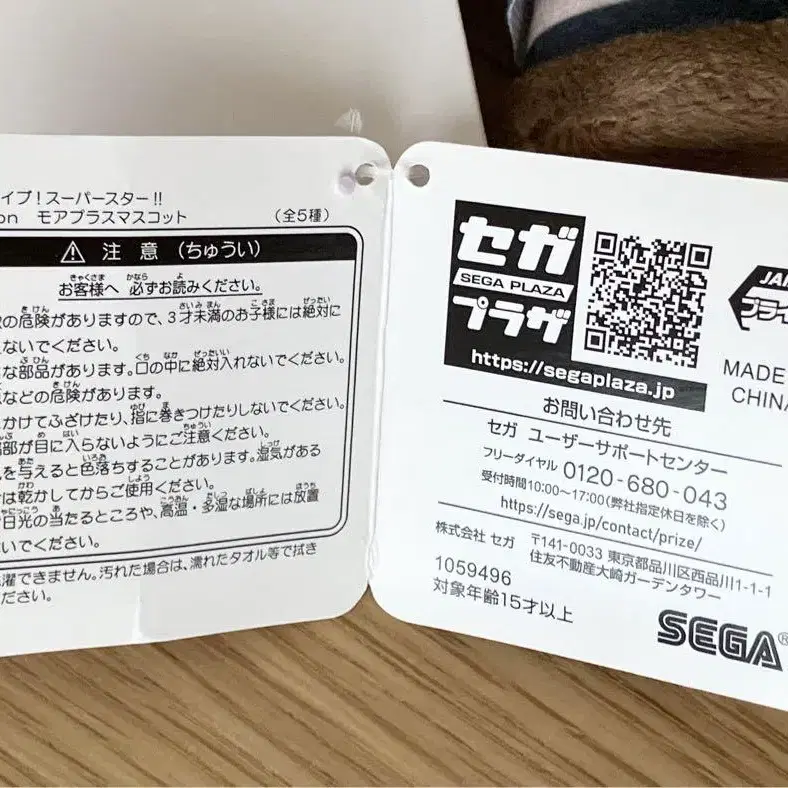 イブ！スーパースター!!
on モアプラスマスコット （全5種）
⚠ 注意（ちゅうい）
お客様へ 必ずお読みください。
の危険がありますので、3才未満のお子様には絶対に
ないでください。
は部品があります。口の中に絶対入れないでください。
などの危険があります。
かけてふざけたり、指に巻きつけたりしないでください。
部が目に入らないようにご注意ください。
を与えると色落ちすることがあります。湿気がある
は乾かしてからご使用ください。
日光の当たるところや、高温・多湿な場所には放置
いでください。
濯できません。汚れた場合は、濡れたタオル等で拭き
ださい。
セガ
SEGA PLAZA
プラザ
https://segaplaza.jp
JAP
プライ
MADE
CHINA
お問い合わせ先
セガ ユーザーサポートセンター
フリーダイヤル 0120-680-043
受付時間10:00～17:00(弊社指定休日を除く)
https://sega.jp/contact/prize/
株式会社 セガ 〒141-0033 東京都品川区西品川1-1-1
住友不動産大崎ガーデンタワー
1059496
対象年齢15才以上
SEGA®